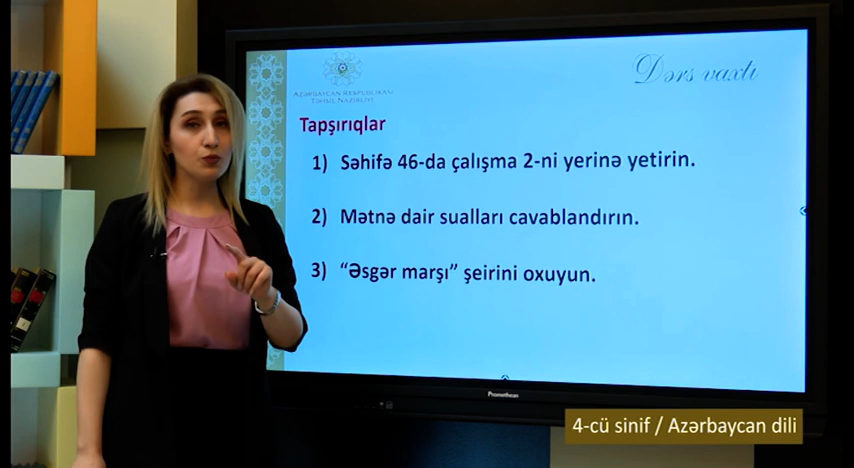 Dərs vaxtı
AZƏRBAYCAN RESPUBLİKASI
TƏHSİL NAZİRLİYİ
Tapşırıqlar
1) Səhifə 46-da çalışma 2-ni yerinə yetirin.
2) Mətnə dair sualları cavablandırın.
3) “Əsgər marşı” şeirini oxuyun.
Promethean
4-cü sinif / Azərbaycan dili